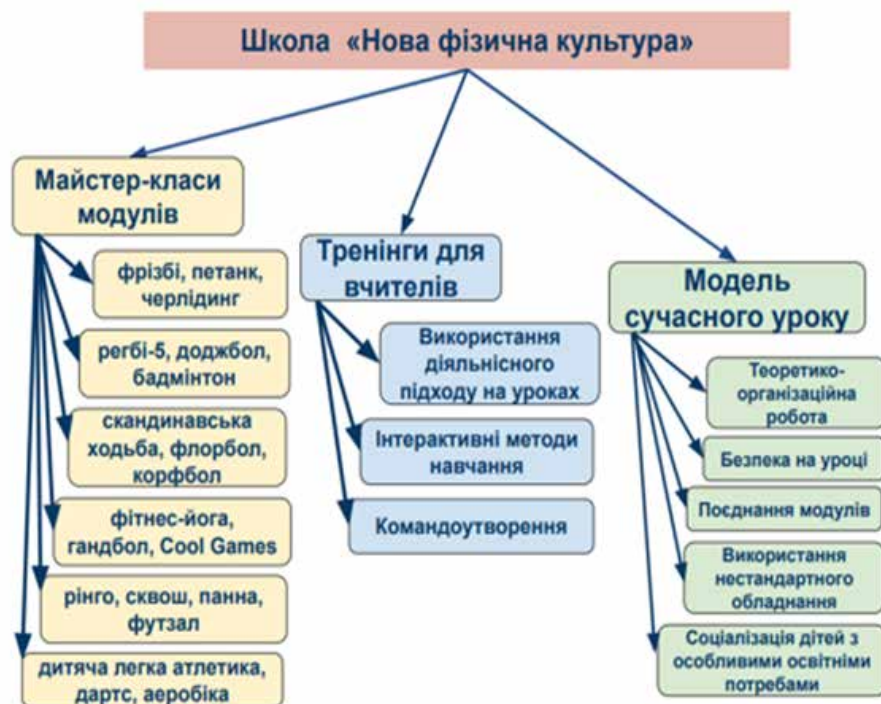 Школа «Нова фізична культура»
Майстер-класи
модулів
фрізбі, петанк,
черлідинг
регбі-5, доджбол,
бадмінтон
скандинавська
ходьба, флорбол,
корфбол
фітнес-йога,
гандбол, Cool Games
рінго, сквош, панна,
футзал
дитяча легка атлетика,
дартс, аеробіка
Тренінги для
вчителів
Використання
діяльнісного
підходу на уроках
Інтерактивні методи
навчання
Командоутворення
Модель
сучасного уроку
Теоретико-
організаційна
робота
Безпека на уроці
Поєднання модулів
Використання
нестандартного
обладнання
Соціалізація дітей з
особливими освітніми
потребами